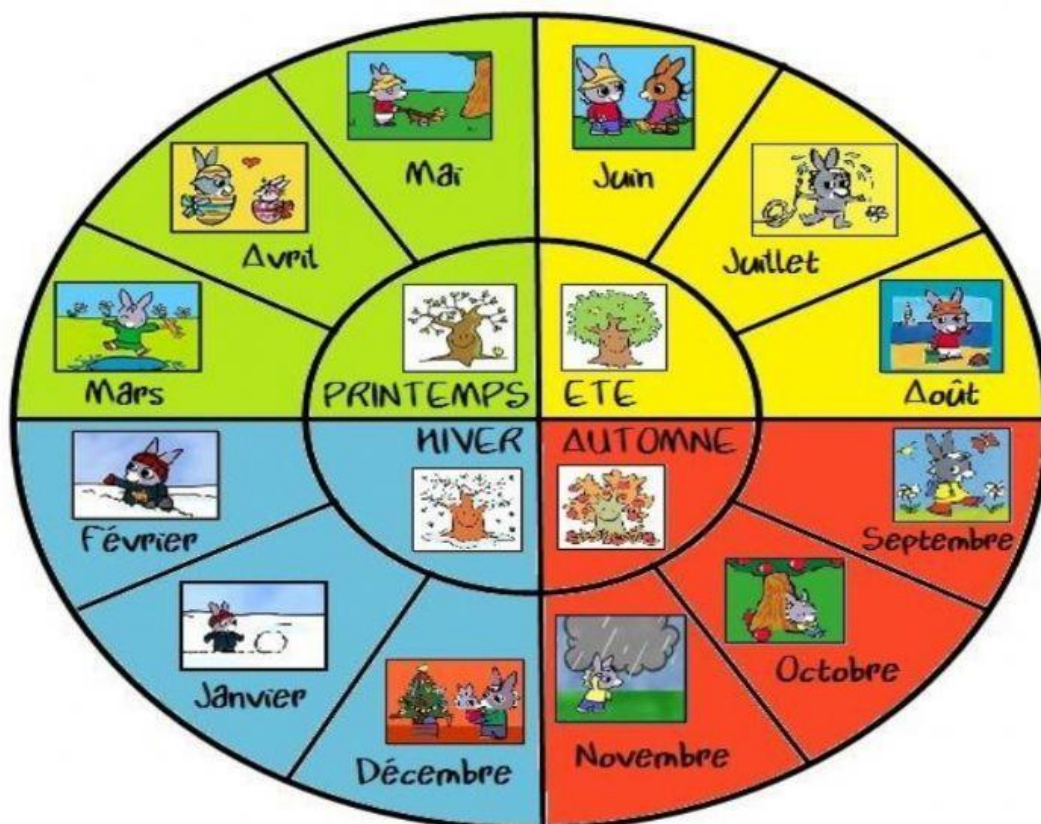 Mai
Juin
Avril
Juillet
Mars
PRINTEMPS
ETE
Août
HIVER
AUTOMNE
Février
Septembre
Janvier
Octobre
Décembre
Novembre